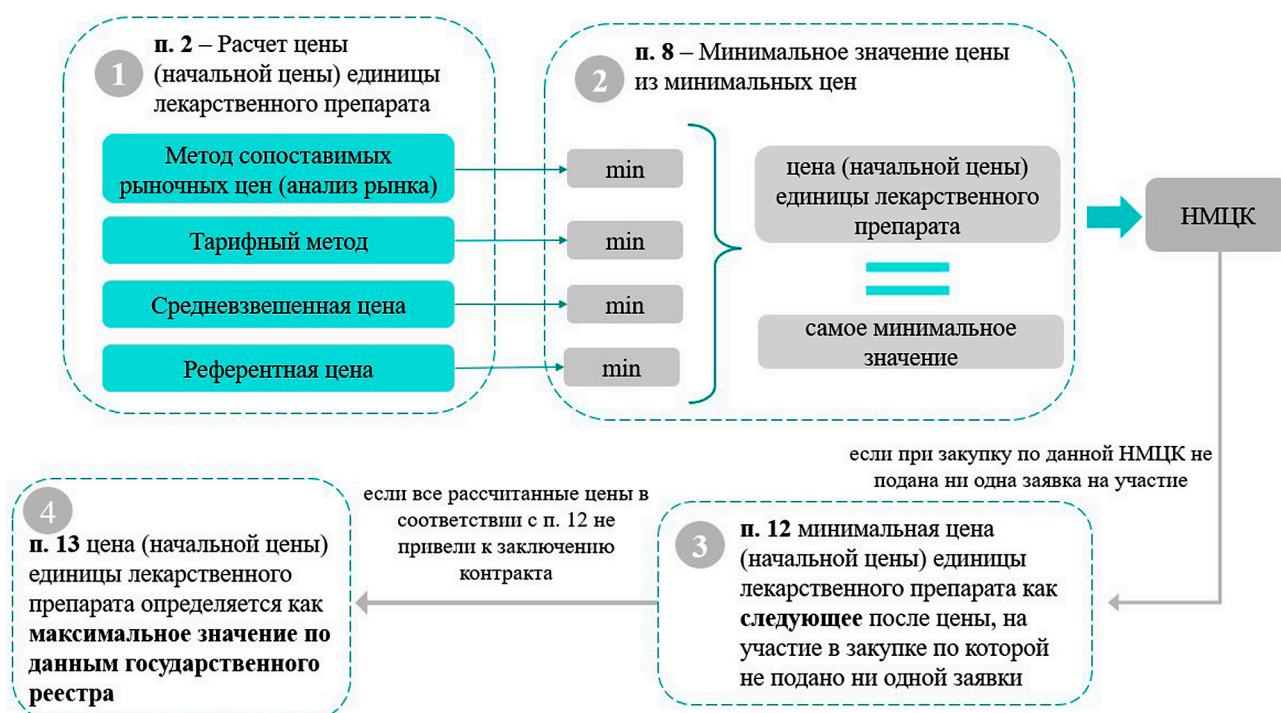 1
п. 2 – Расчет цены
(начальной цены) единицы
лекарственного препарата
Метод сопоставимых
рыночных цен (анализ рынка)
Тарифный метод
Средневзвешенная цена
Референтная цена
2
п. 8 – Минимальное значение цены
из минимальных цен
min
min
min
min
цена (начальной цены)
единицы лекарственного
препарата
самое минимальное
значение
НМЦК
если при закупку по данной НМЦК не
подана ни одна заявка на участие
3
п. 12 минимальная цена
(начальной цены) единицы
лекарственного препарата как
следующее после цены, на
участие в закупке по которой
не подано ни одной заявки
если все рассчитанные цены в
соответствии с п. 12 не
привели к заключению
контракта
4
п. 13 цена (начальной цены)
единицы лекарственного
препарата определяется как
максимальное значение по
данным государственного
реестра